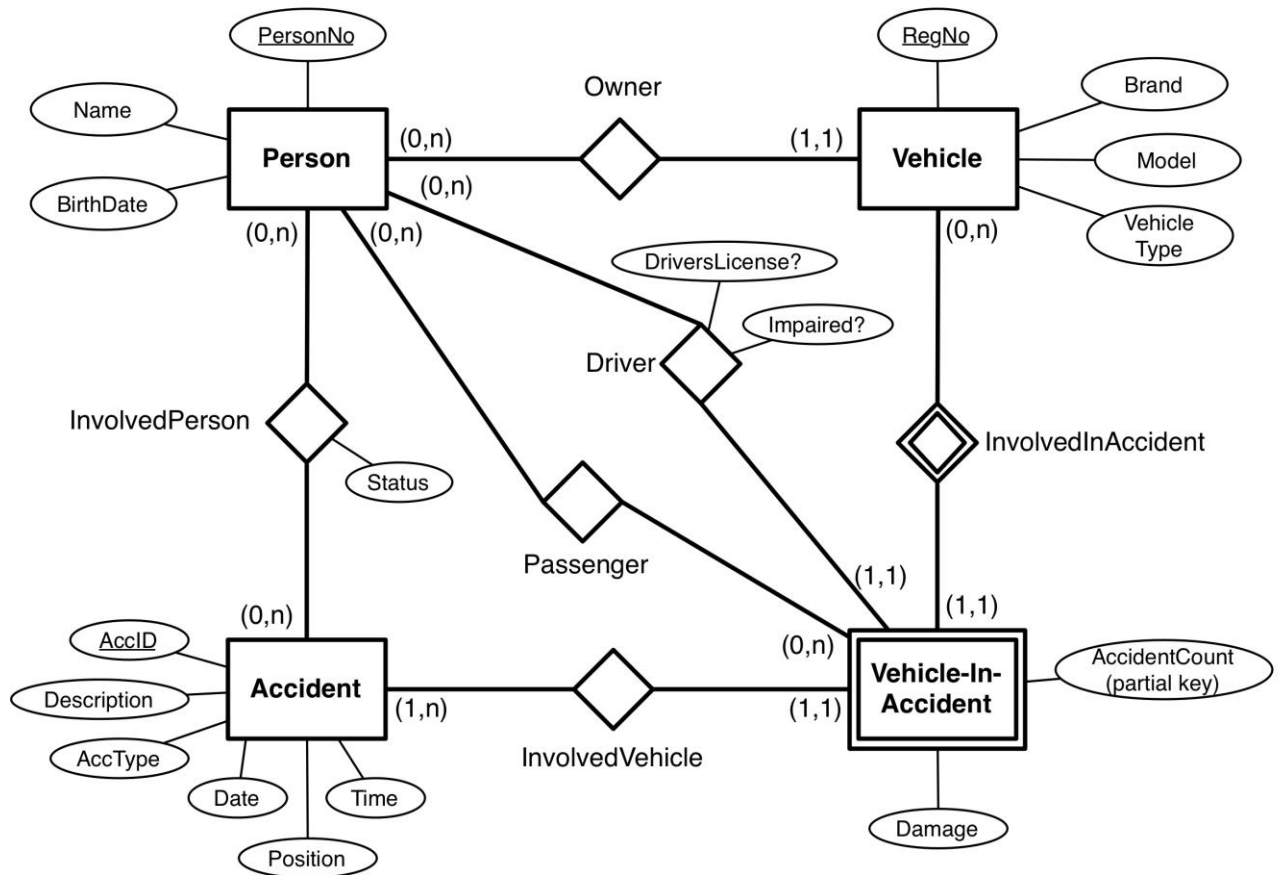 PersonNo
RegNo
Owner
Name
Brand
(0,n)
(1,1)
Person
Vehicle
Model
(0,n)
BirthDate
Vehicle
Type
(0,n)
(0,n)
(0,n)
DriversLicense?
Impaired?
Driver
InvolvedPerson
InvolvedInAccident
Status
Passenger
(1,1)
(0,n)
(1,1)
AccID
(0,n)
AccidentCount
(partial key)
Accident
Vehicle-In-
Accident
Description
(1,n)
(1,1)
AccType
InvolvedVehicle
Date
Time
Damage
Position